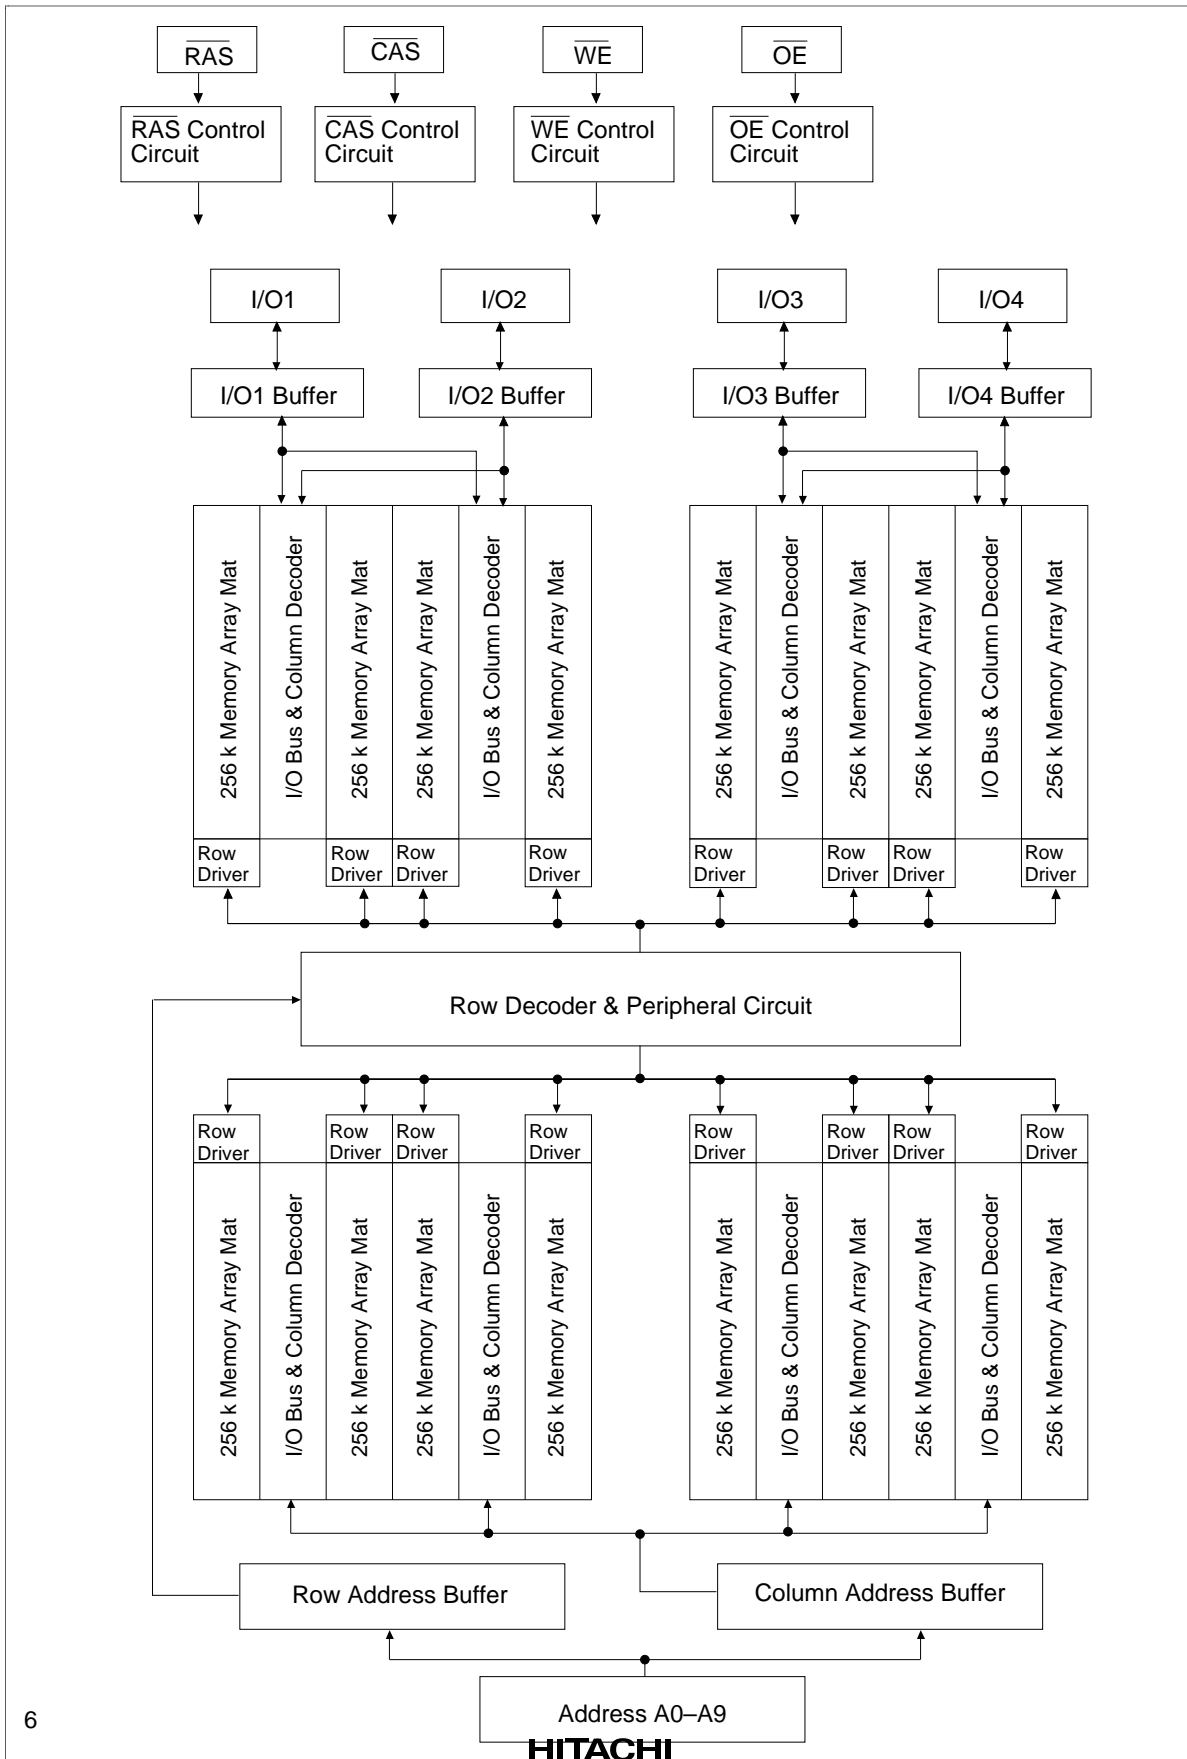 RAS CAS WE OE
RAS Control Circuit
CAS Control Circuit
WE Control Circuit
OE Control Circuit
I/O1 I/O2 I/O3 I/O4
I/O1 Buffer I/O2 Buffer I/O3 Buffer I/O4 Buffer
256 k Memory Array Mat
I/O Bus & Column Decoder
256 k Memory Array Mat
256 k Memory Array Mat
I/O Bus & Column Decoder
256 k Memory Array Mat
256 k Memory Array Mat
I/O Bus & Column Decoder
256 k Memory Array Mat
256 k Memory Array Mat
I/O Bus & Column Decoder
256 k Memory Array Mat
Row Driver
Row Driver
Row Driver
Row Driver
Row Driver
Row Driver
Row Driver
Row Driver
Row Decoder & Peripheral Circuit
Row Driver
Row Driver
Row Driver
Row Driver
Row Driver
Row Driver
Row Driver
Row Driver
256 k Memory Array Mat
I/O Bus & Column Decoder
256 k Memory Array Mat
256 k Memory Array Mat
I/O Bus & Column Decoder
256 k Memory Array Mat
256 k Memory Array Mat
I/O Bus & Column Decoder
256 k Memory Array Mat
256 k Memory Array Mat
I/O Bus & Column Decoder
256 k Memory Array Mat
Row Address Buffer
Column Address Buffer
Address A0–A9
6
HITACHI